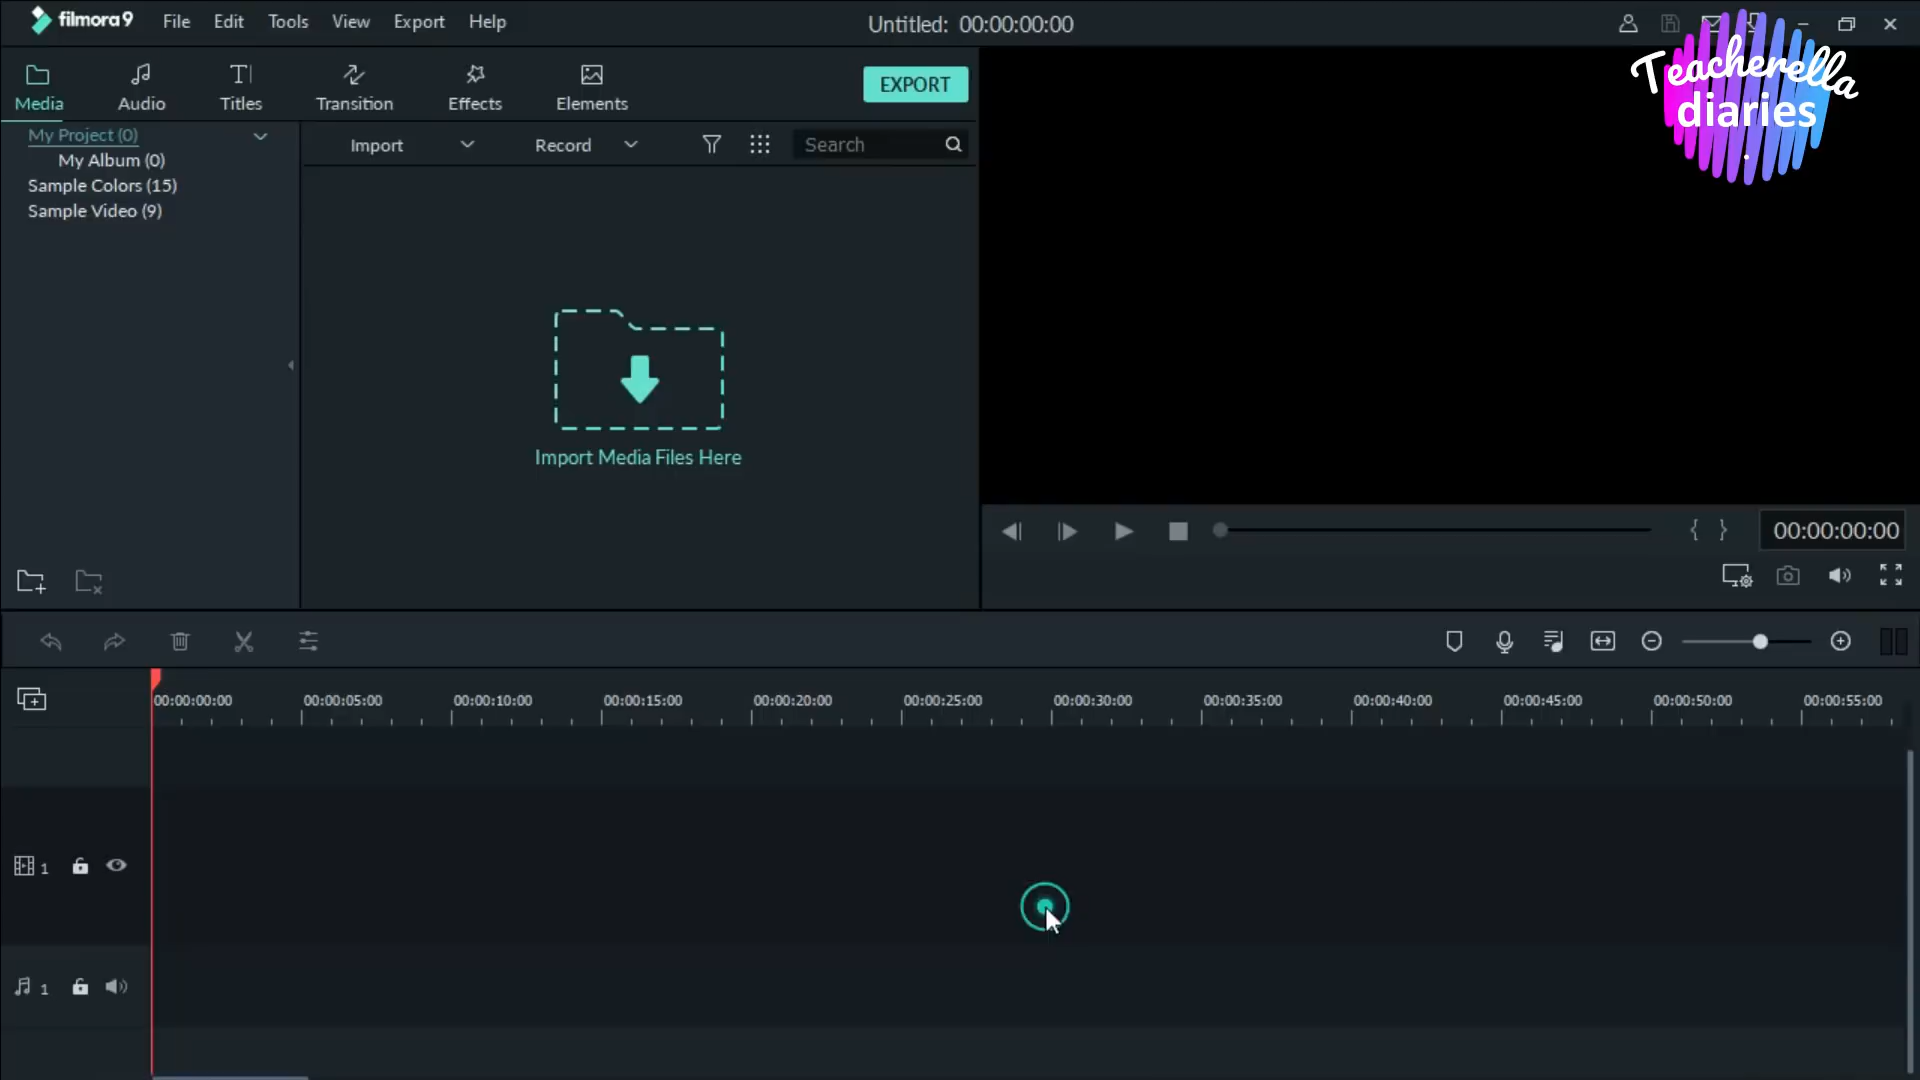 filmora9 File Edit Tools View Export Help Untitled: 00:00:00:00
Teacherella
diaries
Media Audio Titles Transition Effects Elements EXPORT
My Project (0)
My Album (0)
Sample Colors (15)
Sample Video (9)
Import Record Search
Import Media Files Here
{ } 00:00:00:00
00:00:00:00 00:00:05:00 00:00:10:00 00:00:15:00 00:00:20:00 00:00:25:00 00:00:30:00 00:00:35:00 00:00:40:00 00:00:45:00 00:00:50:00 00:00:55:00
1
1